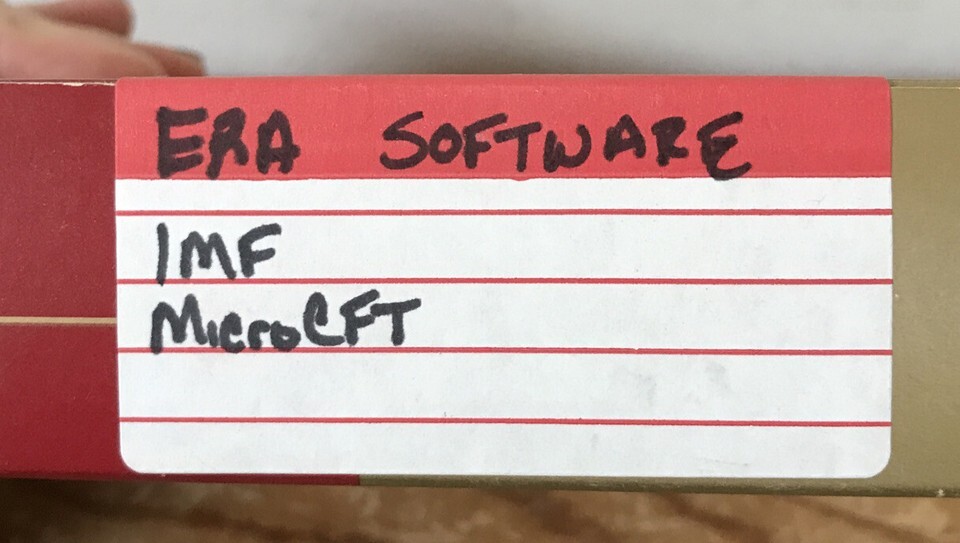 ERA SOFTWARE
IMF
MicroCFT